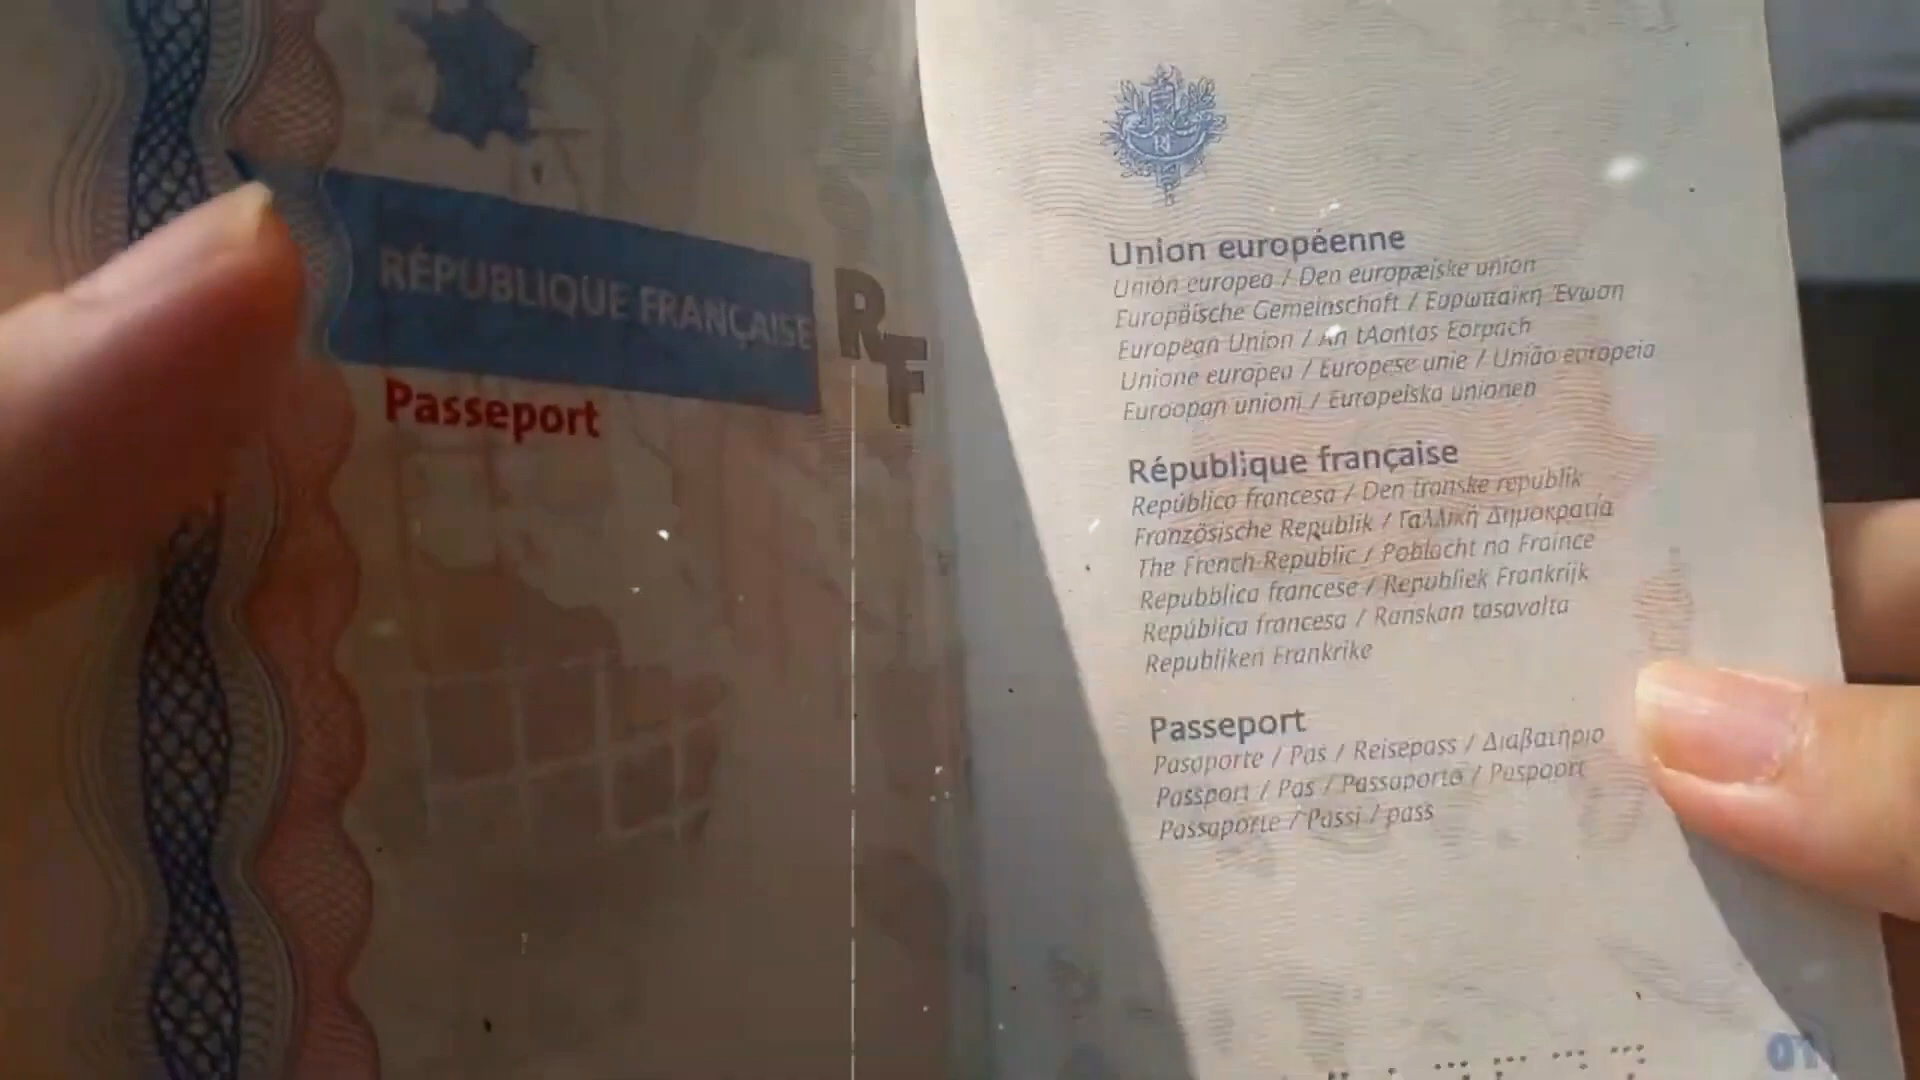 RÉPUBLIQUE FRANÇAISE
Passeport
RF
Union européenne
Unión europea / Den europæiske union
Europäische Gemeinschaft / Ευρωπαϊκή Ένωση
European Union / An tAontas Eorpach
Unione europea / Europese unie / União europeia
Euroopan unioni / Europeiska unionen
République française
República francesa / Den franske republik
Französische Republik / Γαλλική Δημοκρατία
The French Republic / Poblacht na Fraince
Repubblica francese / Republiek Frankrijk
República francesa / Ranskan tasavalta
Republiken Frankrike
Passeport
Pasaporte / Pas / Reisepass / Διαβατήριο
Passport / Pas / Passaporto / Paspoort
Passaporte / Passi / pass